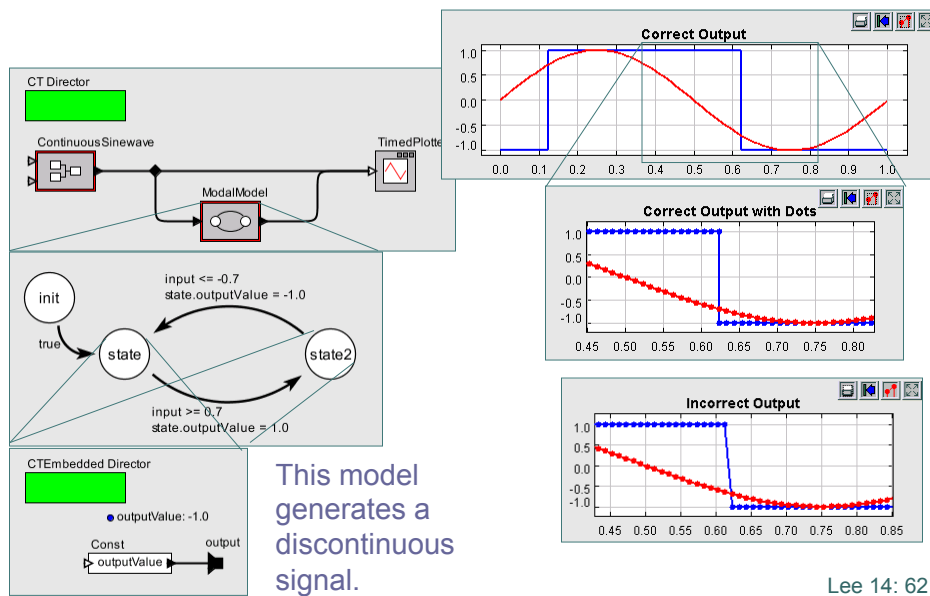 Correct Output
1.0
0.5
0.0
-0.5
-1.0
0.0 0.1 0.2 0.3 0.4 0.5 0.6 0.7 0.8 0.9 1.0
CT Director
ContinuousSinewave
TimedPlotte
ModalModel
Correct Output with Dots
1.0
0.5
0.0
-0.5
-1.0
0.45 0.50 0.55 0.60 0.65 0.70 0.75 0.80
init
true
state
state2
input <= -0.7
state.outputValue = -1.0
input >= 0.7
state.outputValue = 1.0
Incorrect Output
1.0
0.5
0.0
-0.5
-1.0
0.45 0.50 0.55 0.60 0.65 0.70 0.75 0.80 0.85
CTEmbedded Director
outputValue: -1.0
Const
outputValue
output
This model
generates a
discontinuous
signal.
Lee 14: 62